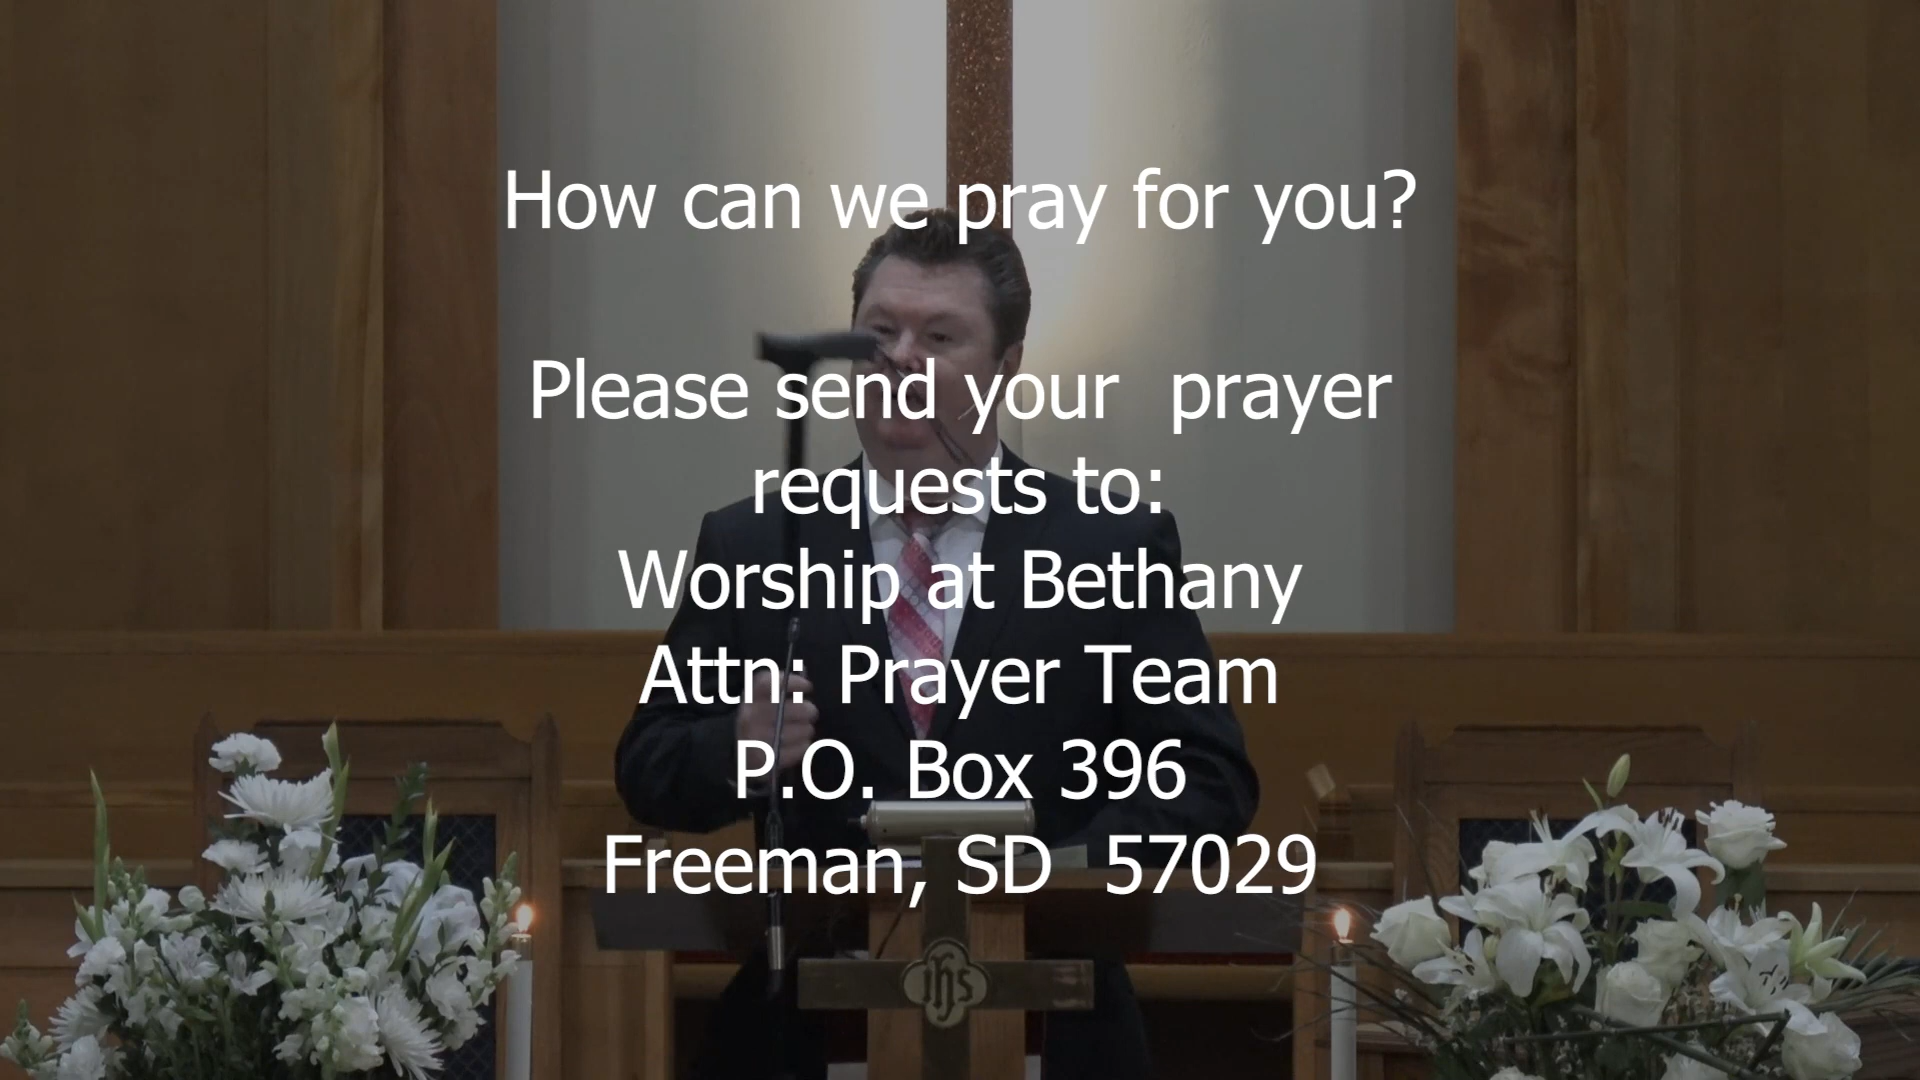 How can we pray for you?
Please send your  prayer
requests to:
Worship at Bethany
Attn: Prayer Team
P.O. Box 396
Freeman, SD  57029
IHS